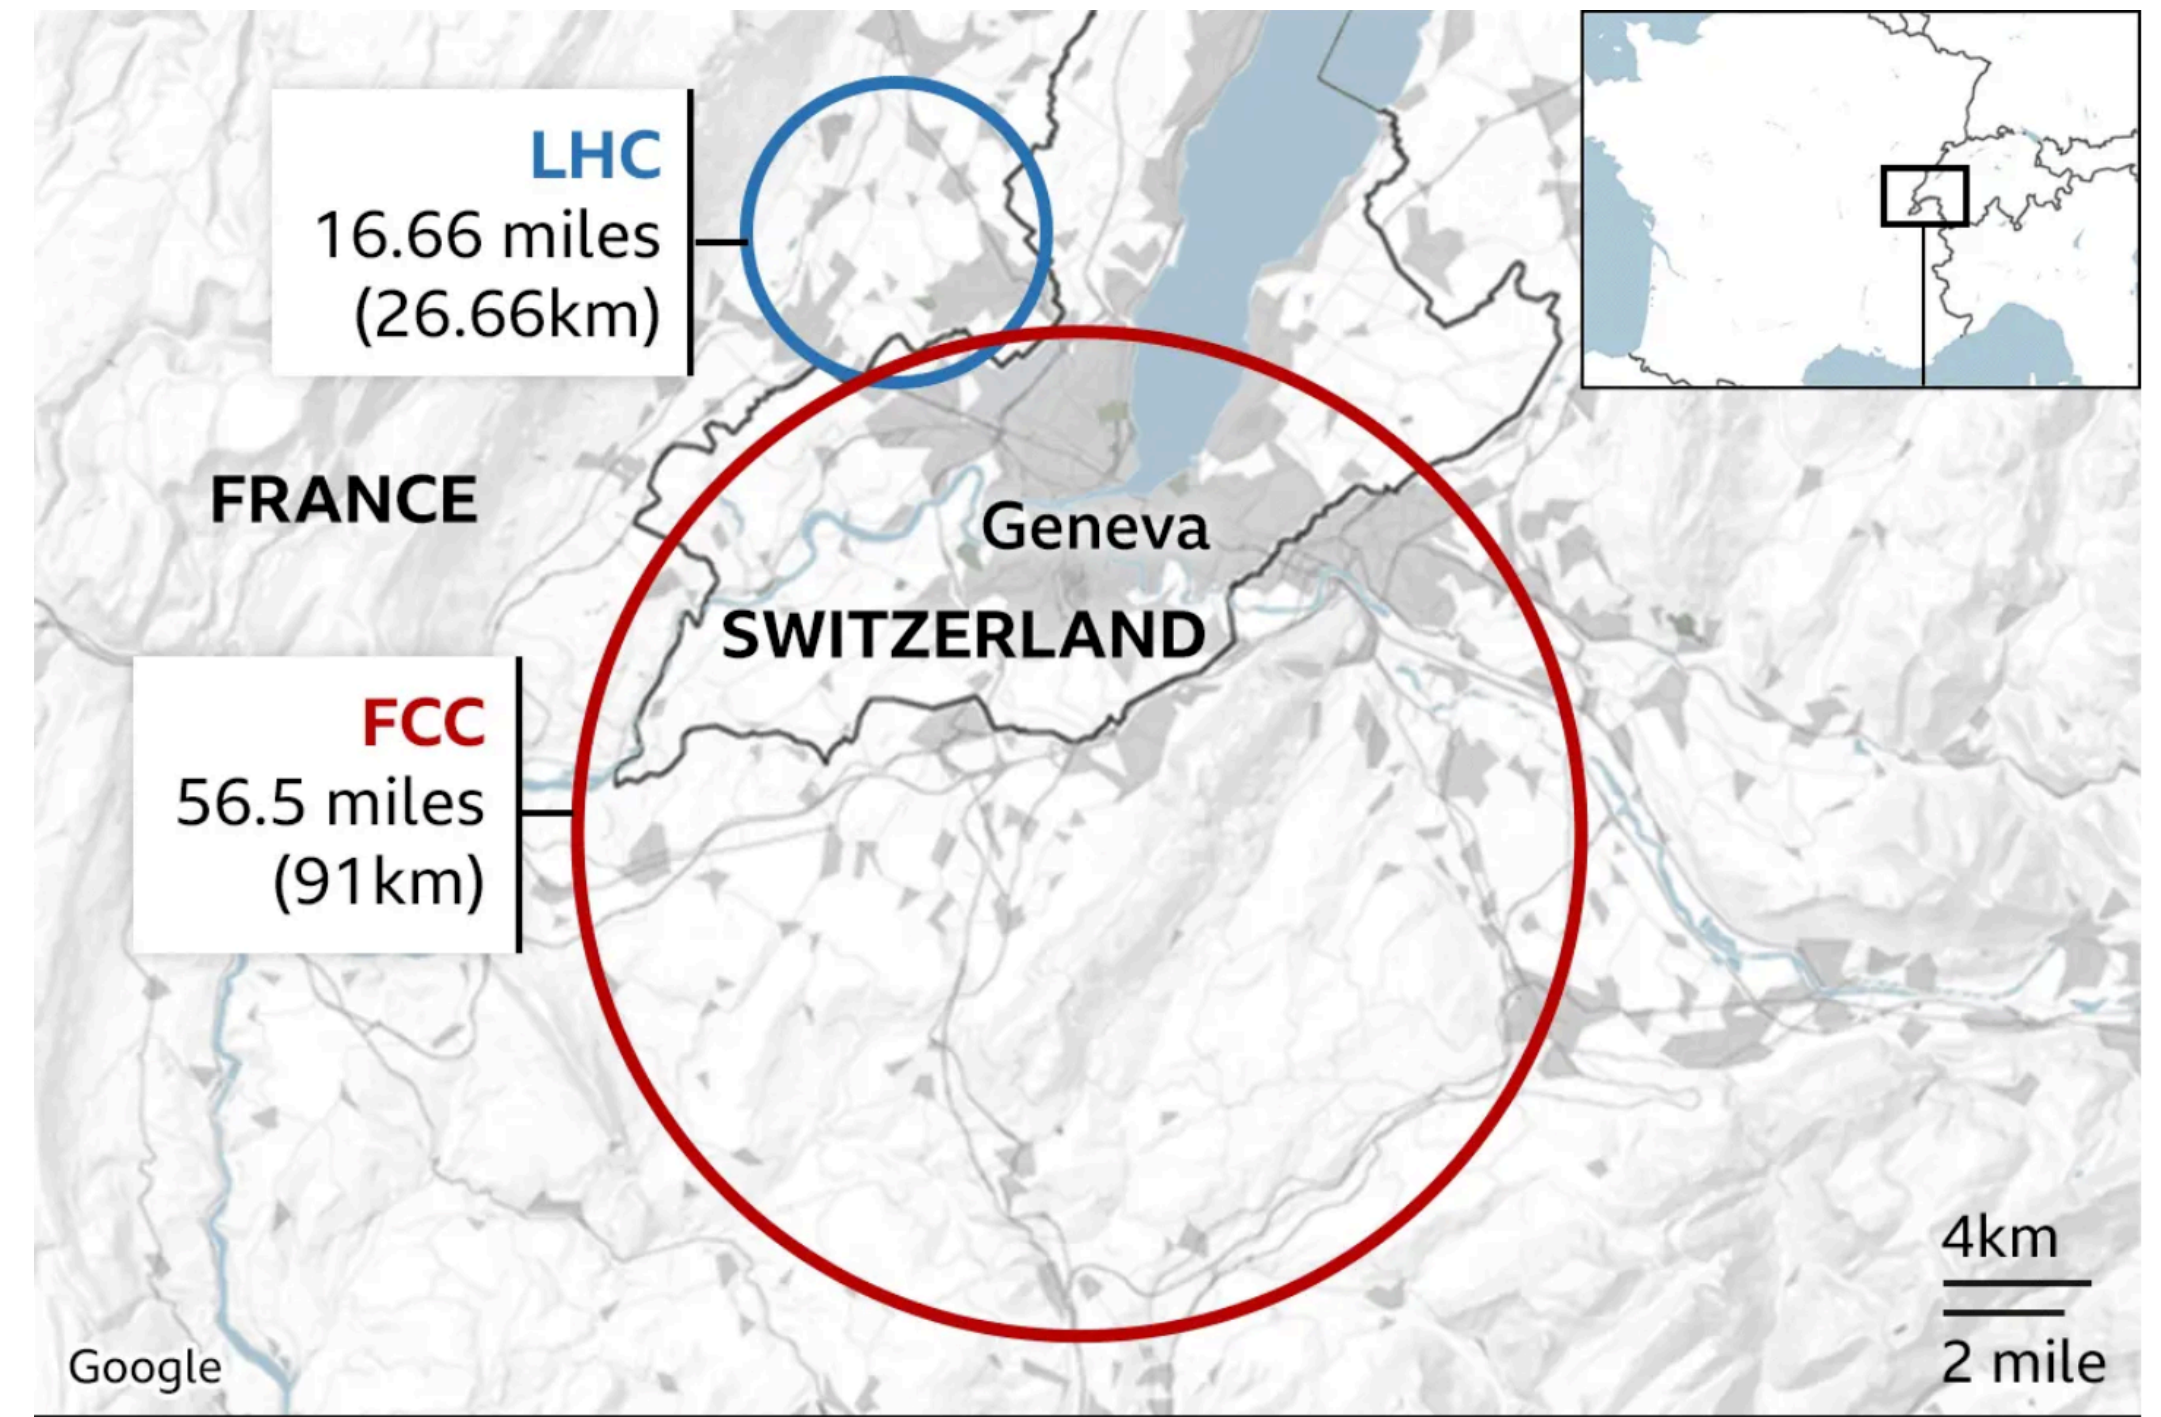 LHC
16.66 miles
(26.66km)
FRANCE
Geneva
SWITZERLAND
FCC
56.5 miles
(91km)
4km
2 mile
Google